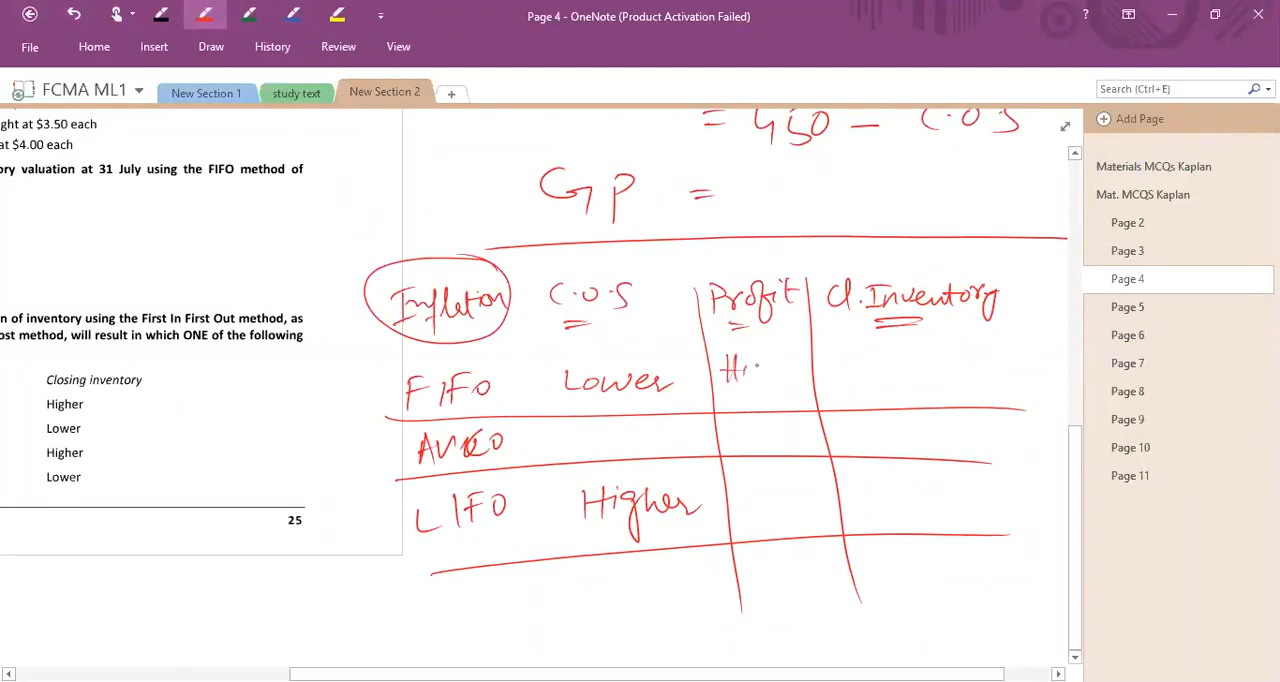 Page 4 - OneNote (Product Activation Failed)
File Home Insert Draw History Review View
FCMA ML1 New Section 1 study text New Section 2
Search (Ctrl+E)
Add Page
Materials MCQs Kaplan
Mat. MCQS Kaplan
Page 2
Page 3
Page 4
Page 5
Page 6
Page 7
Page 8
Page 9
Page 10
Page 11
ght at $3.50 each
at $4.00 each
ory valuation at 31 July using the FIFO method of
n of inventory using the First In First Out method, as
ost method, will result in which ONE of the following
Closing inventory
Higher
Lower
Higher
Lower
25
= 450 - C.O.S
GP =
Infletion C.O.S Profit Cl. Inventory
FIFO Lower Hi
AVCO
LIFO Higher